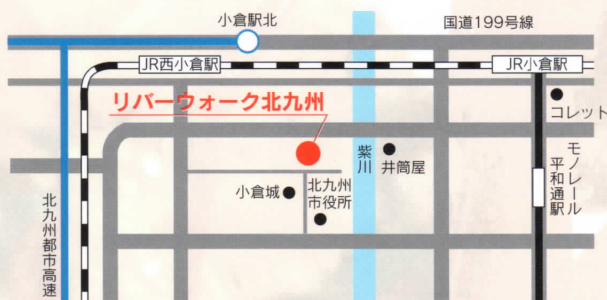 小倉駅北
国道199号線
JR西小倉駅
JR小倉駅
リバーウォーク北九州
コレット
紫川
井筒屋
モノレール
平和通駅
小倉城
北九州
市役所
北九州都市高速